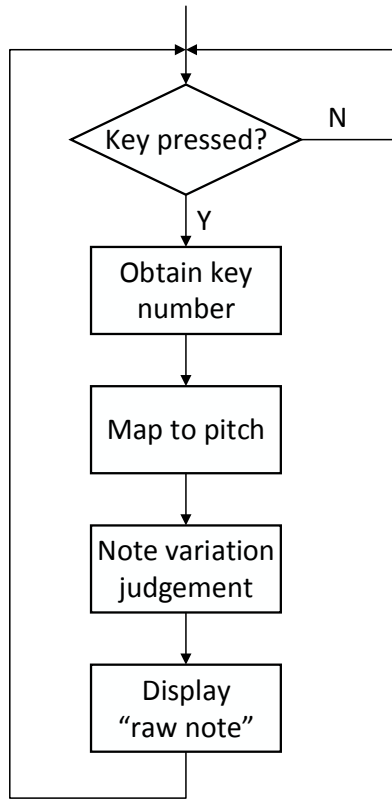 Key pressed?
N
Y
Obtain key
number
Map to pitch
Note variation
judgement
Display
“raw note”